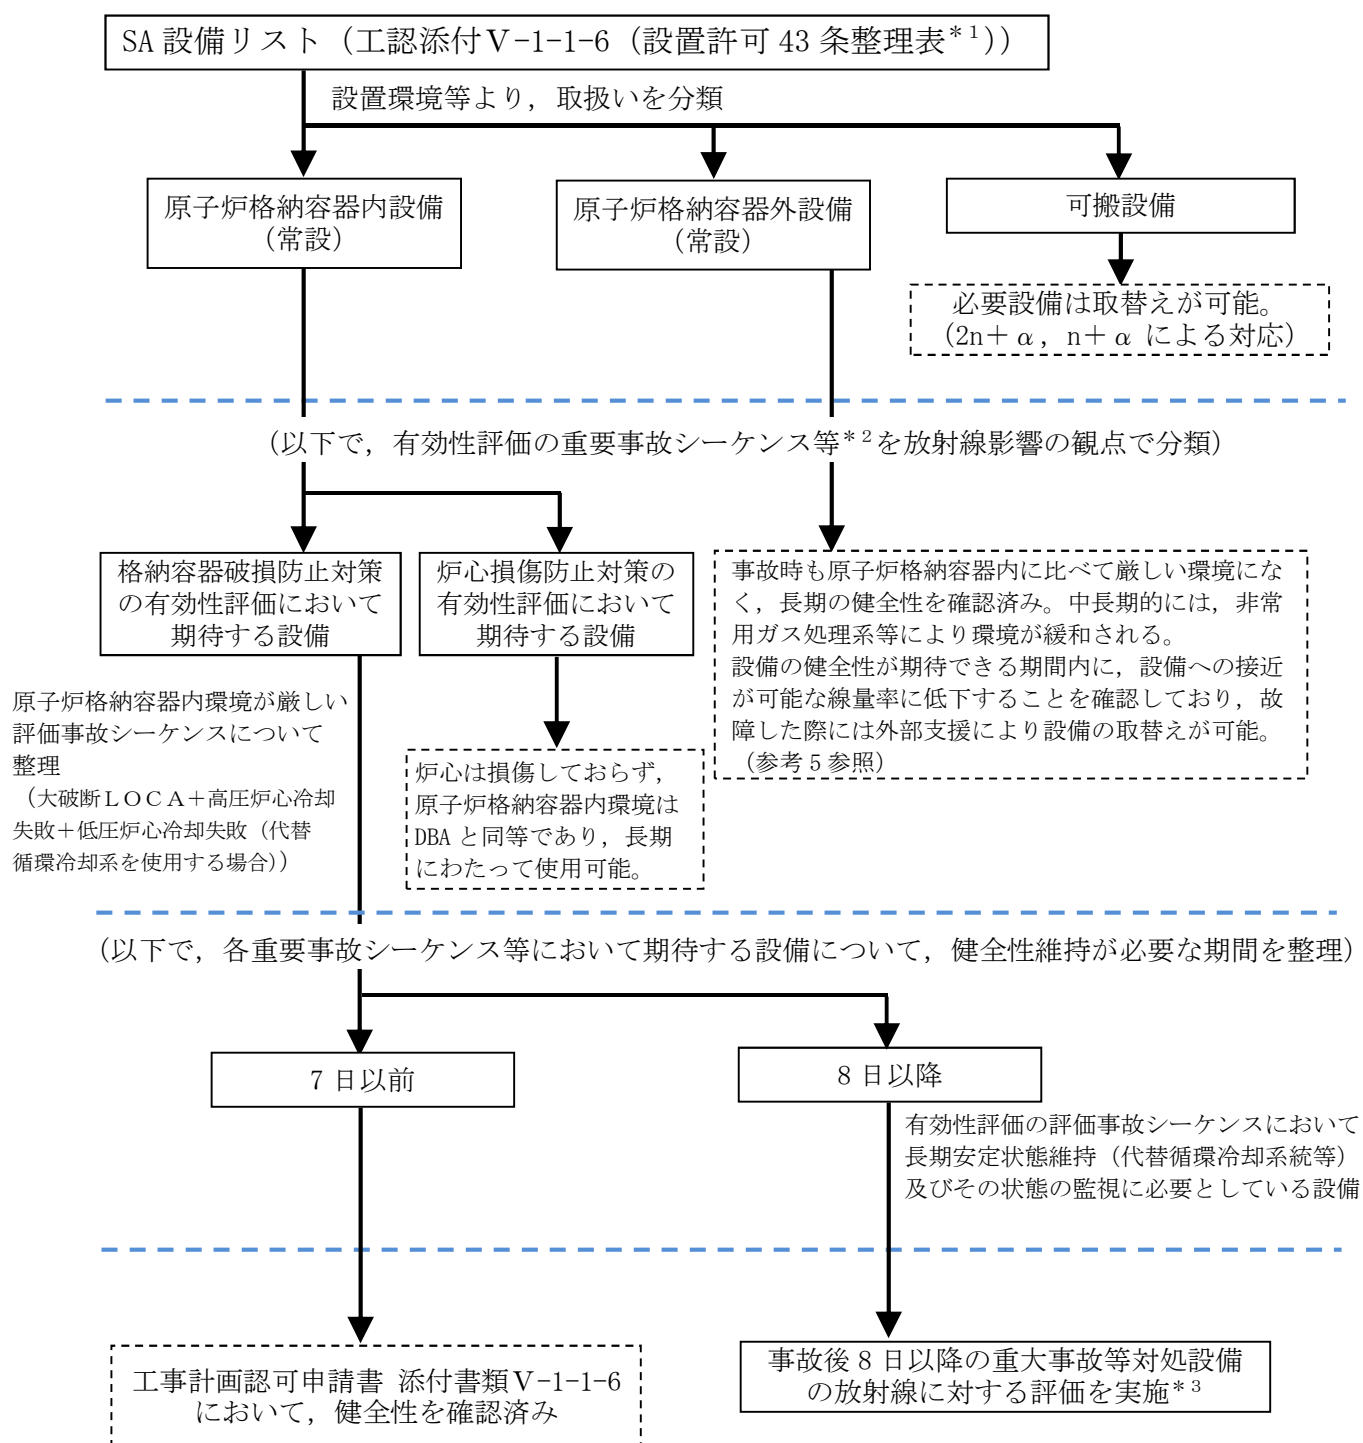 SA 設備リスト（工認添付Ⅴ-1-1-6（設置許可 43 条整理表*1））
設置環境等より，取扱いを分類
原子炉格納容器内設備
（常設）
原子炉格納容器外設備
（常設）
可搬設備
必要設備は取替えが可能。
（2n＋α，n＋α による対応）
（以下で，有効性評価の重要事故シーケンス等*2を放射線影響の観点で分類）
格納容器破損防止対策
の有効性評価において
期待する設備
炉心損傷防止対策の
有効性評価において
期待する設備
事故時も原子炉格納容器内に比べて厳しい環境にな
く，長期の健全性を確認済み。中長期的には，非常
用ガス処理系等により環境が緩和される。
設備の健全性が期待できる期間内に，設備への接近
が可能な線量率に低下することを確認しており，故
障した際には外部支援により設備の取替えが可能。
（参考 5 参照）
原子炉格納容器内環境が厳しい
評価事故シーケンスについて
整理
（大破断ＬＯＣＡ＋高圧炉心冷却
失敗＋低圧炉心冷却失敗（代替
循環冷却系を使用する場合））
炉心は損傷しておらず，
原子炉格納容器内環境は
DBA と同等であり，長期
にわたって使用可能。
（以下で，各重要事故シーケンス等において期待する設備について，健全性維持が必要な期間を整理）
7 日以前
8 日以降
有効性評価の評価事故シーケンスにおいて
長期安定状態維持（代替循環冷却系統等）
及びその状態の監視に必要としている設備
工事計画認可申請書 添付書類Ⅴ-1-1-6
において，健全性を確認済み
事故後 8 日以降の重大事故等対処設備
の放射線に対する評価を実施*3